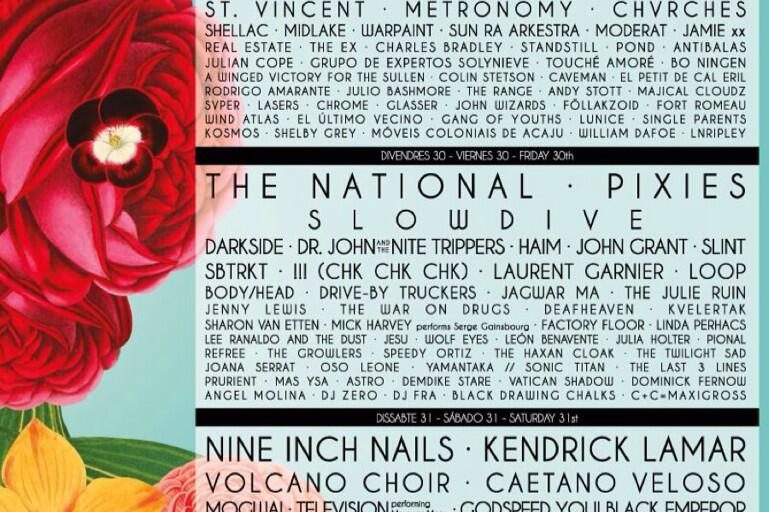 ST. VINCENT · METRONOMY · CHVRCHES
SHELLAC · MIDLAKE · WARPAINT · SUN RA ARKESTRA · MODERAT · JAMIE xx
REAL ESTATE · THE EX · CHARLES BRADLEY · STANDSTILL · POND · ANTIBALAS
JULIAN COPE · GRUPO DE EXPERTOS SOLYNIEVE · TOUCHÉ AMORÉ · BO NINGEN
A WINGED VICTORY FOR THE SULLEN · COLIN STETSON · CAVEMAN · EL PETIT DE CAL ERIL
RODRIGO AMARANTE · JULIO BASHMORE · THE RANGE · ANDY STOTT · MAJICAL CLOUDZ
SVPER · LASERS · CHROME · GLASSER · JOHN WIZARDS · FÖLLAKZOID · FORT ROMEAU
WIND ATLAS · EL ÚLTIMO VECINO · GANG OF YOUTHS · LUNICE · SINGLE PARENTS
KOSMOS · SHELBY GREY · MÓVEIS COLONIAIS DE ACAJU · WILLIAM DAFOE · LNRIPLEY
DIVENDRES 30 - VIERNES 30 - FRIDAY 30th
THE NATIONAL · PIXIES
SLOWDIVE
DARKSIDE · DR. JOHN AND THE NITE TRIPPERS · HAIM · JOHN GRANT · SLINT
SBTRKT · !!! (CHK CHK CHK) · LAURENT GARNIER · LOOP
BODY/HEAD · DRIVE-BY TRUCKERS · JAGWAR MA · THE JULIE RUIN
JENNY LEWIS · THE WAR ON DRUGS · DEAFHEAVEN · KVELERTAK
SHARON VAN ETTEN · MICK HARVEY performs Serge Gainsbourg · FACTORY FLOOR · LINDA PERHACS
LEE RANALDO AND THE DUST · JESU · WOLF EYES · LEÓN BENAVENTE · JULIA HOLTER · PIONAL
REFREE · THE GROWLERS · SPEEDY ORTIZ · THE HAXAN CLOAK · THE TWILIGHT SAD
JOANA SERRAT · OSO LEONE · YAMANTAKA // SONIC TITAN · THE LAST 3 LINES
PRURIENT · MAS YSA · ASTRO · DEMDIKE STARE · VATICAN SHADOW · DOMINICK FERNOW
ANGEL MOLINA · DJ ZERO · DJ FRA · BLACK DRAWING CHALKS · C+C=MAXIGROSS
DISSABTE 31 - SÁBADO 31 - SATURDAY 31st
NINE INCH NAILS · KENDRICK LAMAR
VOLCANO CHOIR · CAETANO VELOSO
MOGWAI · TELEVISION performing · GODSPEED YOU! BLACK EMPEROR